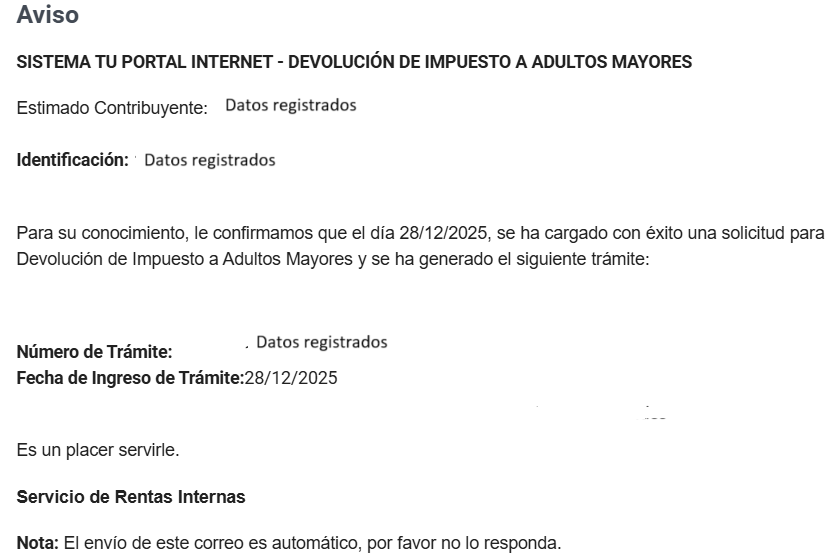 Aviso
SISTEMA TU PORTAL INTERNET - DEVOLUCIÓN DE IMPUESTO A ADULTOS MAYORES
Estimado Contribuyente: Datos registrados
Identificación: Datos registrados
Para su conocimiento, le confirmamos que el día 28/12/2025, se ha cargado con éxito una solicitud para
Devolución de Impuesto a Adultos Mayores y se ha generado el siguiente trámite:
Número de Trámite: Datos registrados
Fecha de Ingreso de Trámite:28/12/2025
Es un placer servirle.
Servicio de Rentas Internas
Nota: El envío de este correo es automático, por favor no lo responda.